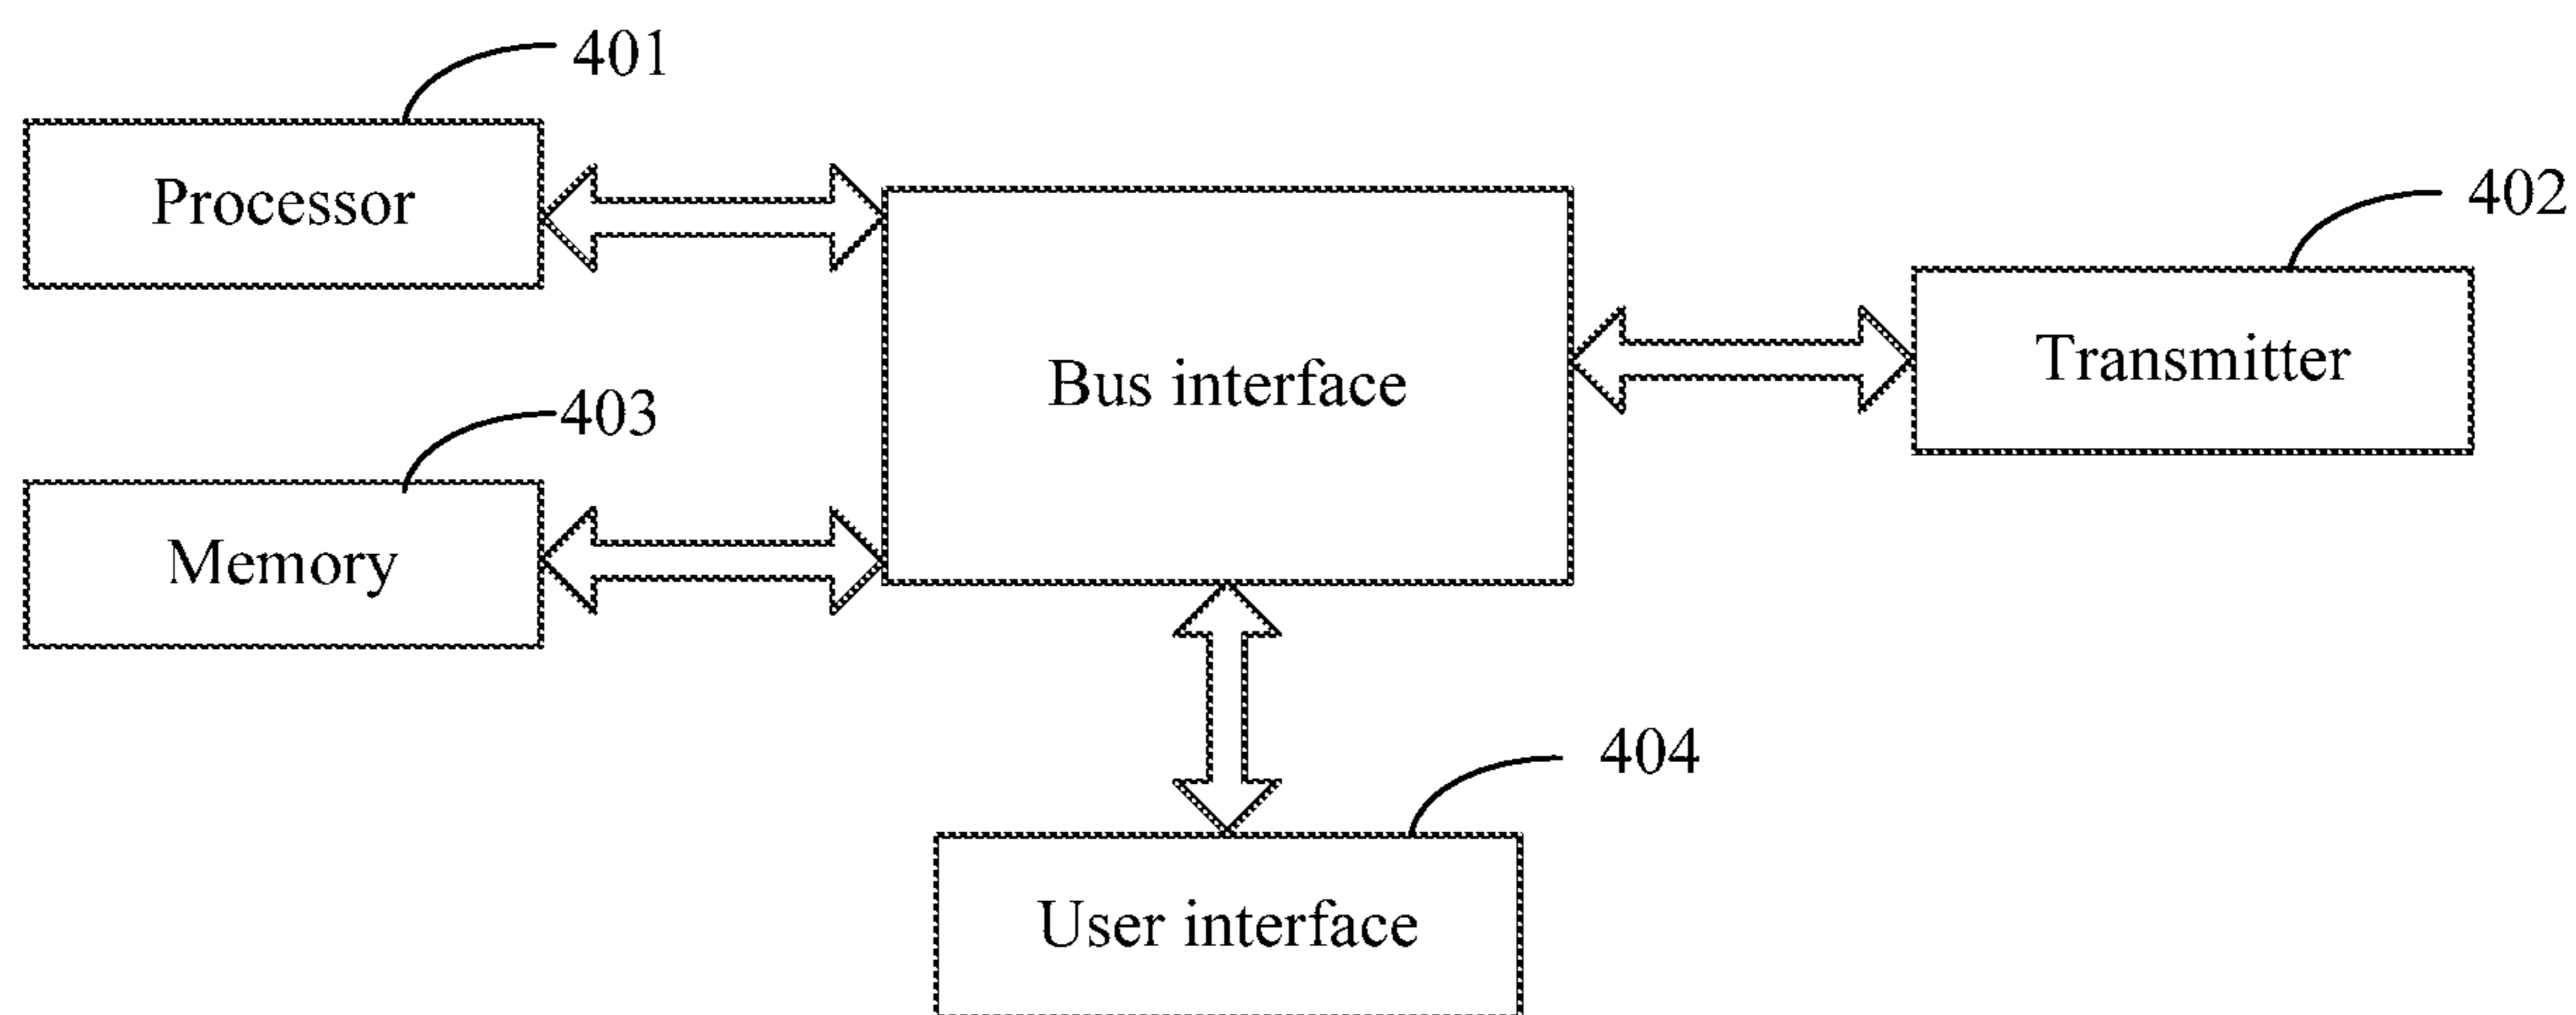 401
Processor
402
Bus interface
Transmitter
403
Memory
404
User interface